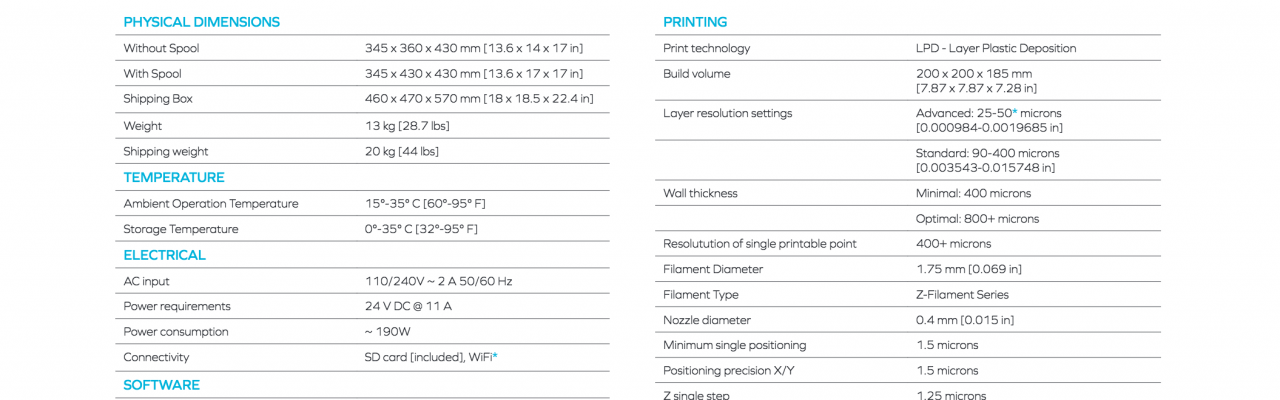 PHYSICAL DIMENSIONS
Without Spool 345 x 360 x 430 mm [13.6 x 14 x 17 in]
With Spool 345 x 430 x 430 mm [13.6 x 17 x 17 in]
Shipping Box 460 x 470 x 570 mm [18 x 18.5 x 22.4 in]
Weight 13 kg [28.7 lbs]
Shipping weight 20 kg [44 lbs]
TEMPERATURE
Ambient Operation Temperature 15º-35º C [60º-95º F]
Storage Temperature 0º-35º C [32º-95º F]
ELECTRICAL
AC input 110/240V ~ 2 A 50/60 Hz
Power requirements 24 V DC @ 11 A
Power consumption ~ 190W
Connectivity SD card [included], WiFi*
SOFTWARE
PRINTING
Print technology LPD - Layer Plastic Deposition
Build volume 200 x 200 x 185 mm
[7.87 x 7.87 x 7.28 in]
Layer resolution settings Advanced: 25-50* microns
[0.000984-0.0019685 in]
Standard: 90-400 microns
[0.003543-0.015748 in]
Wall thickness Minimal: 400 microns
Optimal: 800+ microns
Resolutution of single printable point 400+ microns
Filament Diameter 1.75 mm [0.069 in]
Filament Type Z-Filament Series
Nozzle diameter 0.4 mm [0.015 in]
Minimum single positioning 1.5 microns
Positioning precision X/Y 1.5 microns
Z single step 1.25 microns